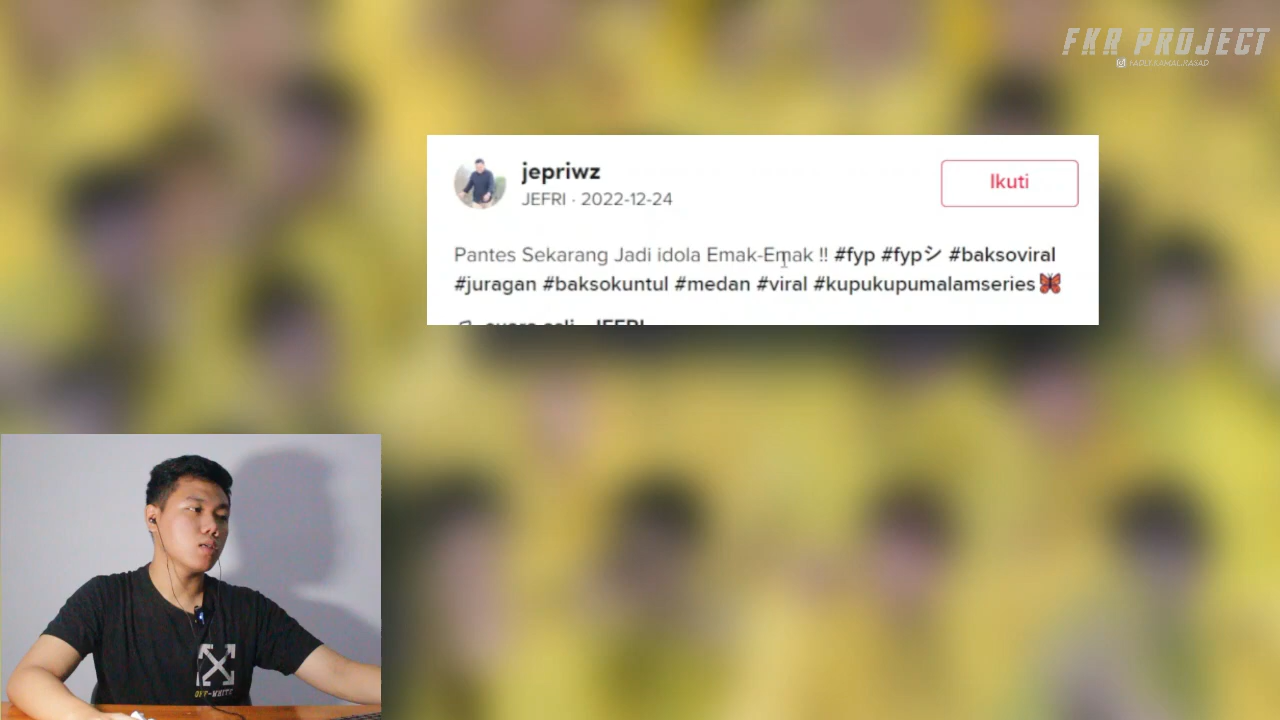 FKR PROJECT
jepriwz
JEFRI · 2022-12-24
Ikuti
Pantes Sekarang Jadi idola Emak-Emak !! #fyp #fypシ #baksoviral
#juragan #baksokuntul #medan #viral #kupukupumalamseries🦋
OFF-WHITE